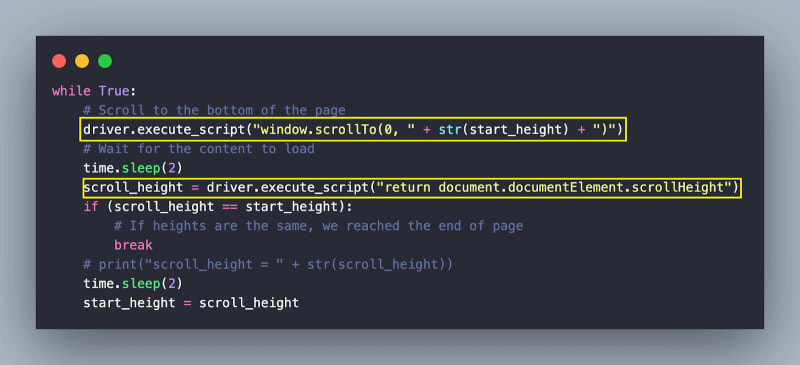 while True:
    # Scroll to the bottom of the page
    driver.execute_script("window.scrollTo(0, " + str(start_height) + ")")
    # Wait for the content to load
    time.sleep(2)
    scroll_height = driver.execute_script("return document.documentElement.scrollHeight")
    if (scroll_height == start_height):
        # If heights are the same, we reached the end of page
        break
    # print("scroll_height = " + str(scroll_height))
    time.sleep(2)
    start_height = scroll_height